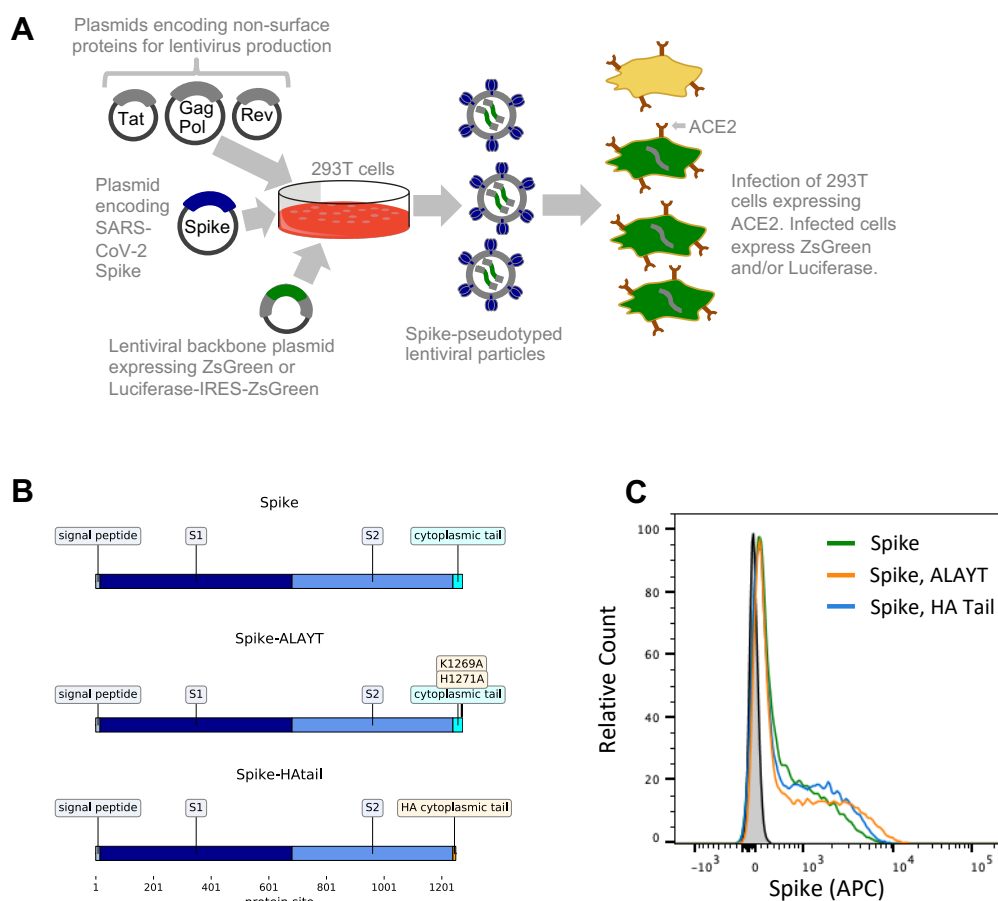 A
Plasmids encoding non-surface
proteins for lentivirus production
Tat
Gag
Pol
Rev
293T cells
Plasmid
encoding
SARS-
CoV-2
Spike
Spike
Lentiviral backbone plasmid
expressing ZsGreen or
Luciferase-IRES-ZsGreen
Spike-pseudotyped
lentiviral particles
ACE2
Infection of 293T
cells expressing
ACE2. Infected cells
express ZsGreen
and/or Luciferase.
B
Spike
signal peptide
S1
S2
cytoplasmic tail
Spike-ALAYT
K1269A
H1271A
signal peptide
S1
S2
cytoplasmic tail
Spike-HAtail
signal peptide
S1
S2
HA cytoplasmic tail
1
201
401
601
801
1001
1201
protein site
C
100
80
60
40
20
0
Relative Count
Spike
Spike, ALAYT
Spike, HA Tail
-10³
0
10³
10⁴
10⁵
Spike (APC)